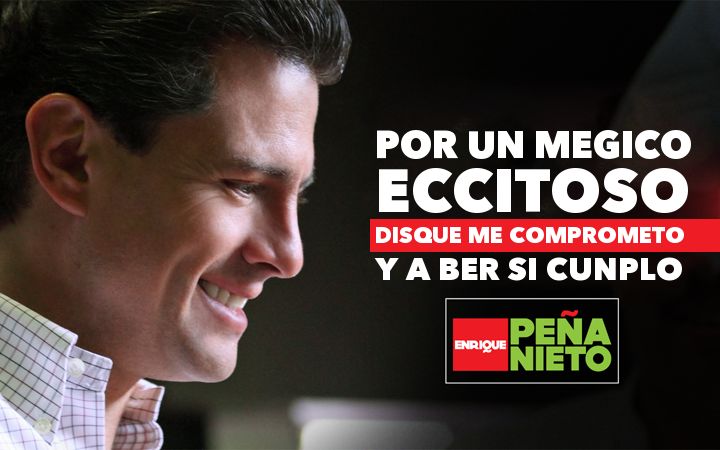 POR UN MEGICO
ECCITOSO
DISQUE ME COMPROMETO
Y A BER SI CUNPLO
ENRIQUE
PEÑA
NIETO